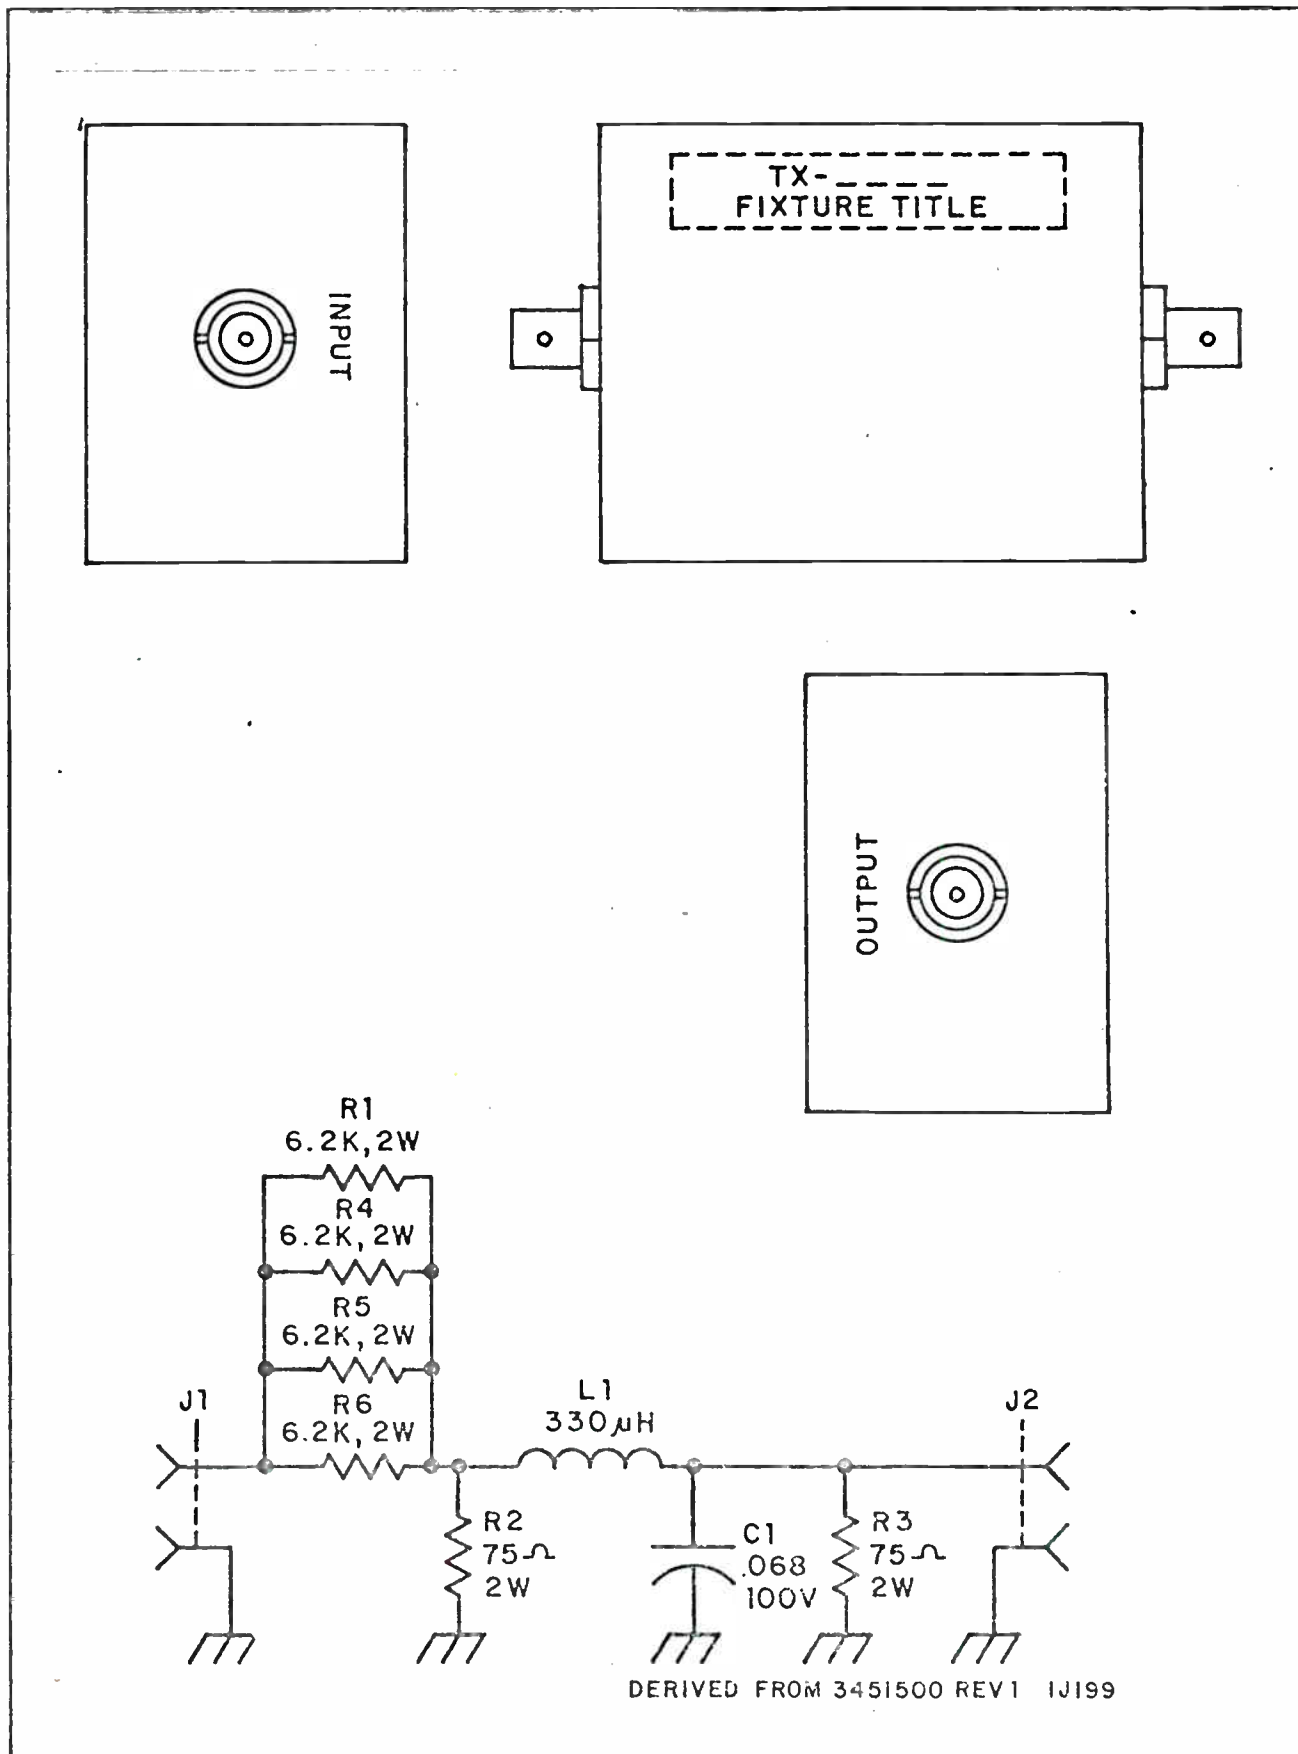 TX-____
FIXTURE TITLE
INPUT
OUTPUT
R1
6.2K, 2W
R4
6.2K, 2W
R5
6.2K, 2W
R6
6.2K, 2W
J1
L1
330μH
J2
R2
75Ω
2W
C1
.068
100V
R3
75Ω
2W
DERIVED FROM 3451500 REV1 1J199